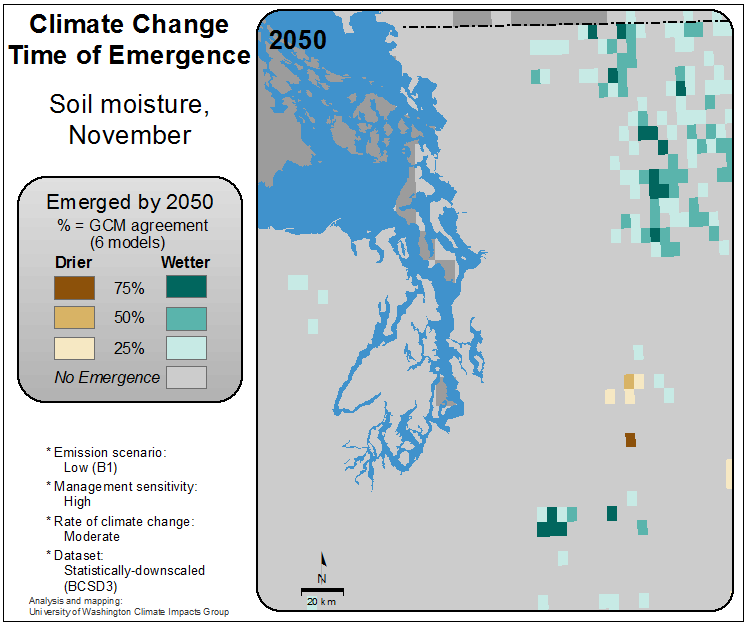 Climate Change
Time of Emergence
Soil moisture,
November
Emerged by 2050
% = GCM agreement
(6 models)
Drier Wetter
75%
50%
25%
No Emergence
* Emission scenario:
Low (B1)
* Management sensitivity:
High
* Rate of climate change:
Moderate
* Dataset:
Statistically-downscaled
(BCSD3)
Analysis and mapping:
University of Washington Climate Impacts Group
2050
N
20 km